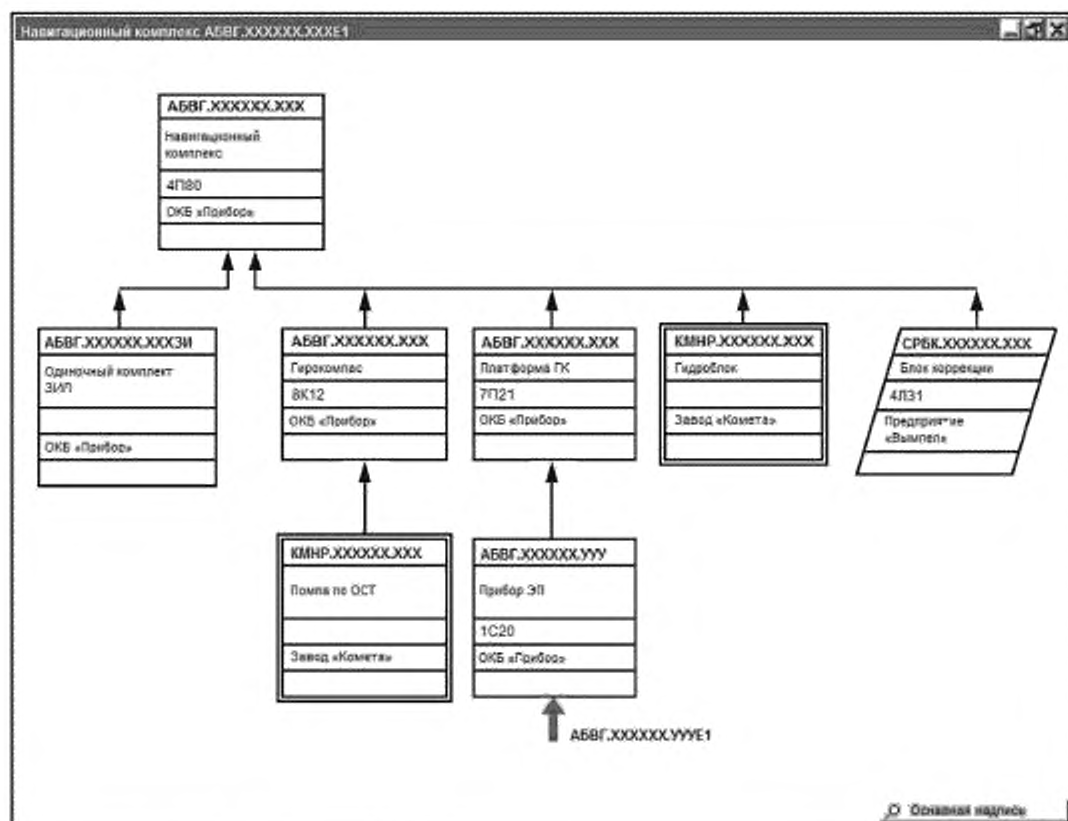 Навигационный комплекс АБВГ.XXXXXX.XXXЕ1
АБВГ.XXXXXX.XXX
Навигационный
комплекс
4П80
ОКБ «Прибор»
АБВГ.XXXXXX.XXXЗИ
Одиночный комплект
ЗИП
ОКБ «Прибор»
АБВГ.XXXXXX.XXX
Гирокомпас
8К12
ОКБ «Прибор»
АБВГ.XXXXXX.XXX
Платформа ГК
7П21
ОКБ «Прибор»
КМНР.XXXXXX.XXX
Гидроблок
Завод «Комета»
СРБК.XXXXXX.XXX
Блок коррекции
4Л31
Предприятие
«Вымпел»
КМНР.XXXXXX.XXX
Помпа по ОСТ
Завод «Комета»
АБВГ.XXXXXX.УУУ
Прибор ЭП
1С20
ОКБ «Прибор»
АБВГ.XXXXXX.УУУЕ1
Основная надпись